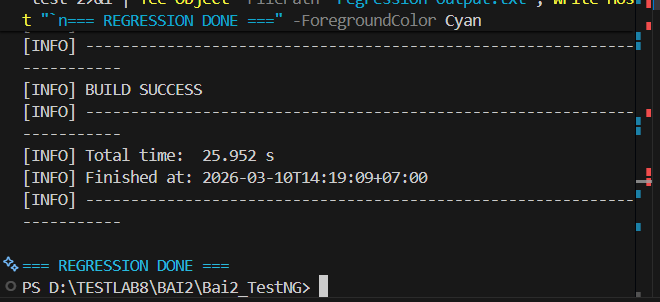 test 2>&1 | Tee-Object -FilePath "regression-output.txt"; Write-Hos
t "`n=== REGRESSION DONE ===" -ForegroundColor Cyan
[INFO] --------------------------------------------------------
-----------
[INFO] BUILD SUCCESS
[INFO] --------------------------------------------------------
-----------
[INFO] Total time:  25.952 s
[INFO] Finished at: 2026-03-10T14:19:09+07:00
[INFO] --------------------------------------------------------
-----------
=== REGRESSION DONE ===
PS D:\TESTLAB8\BAI2\Bai2_TestNG>